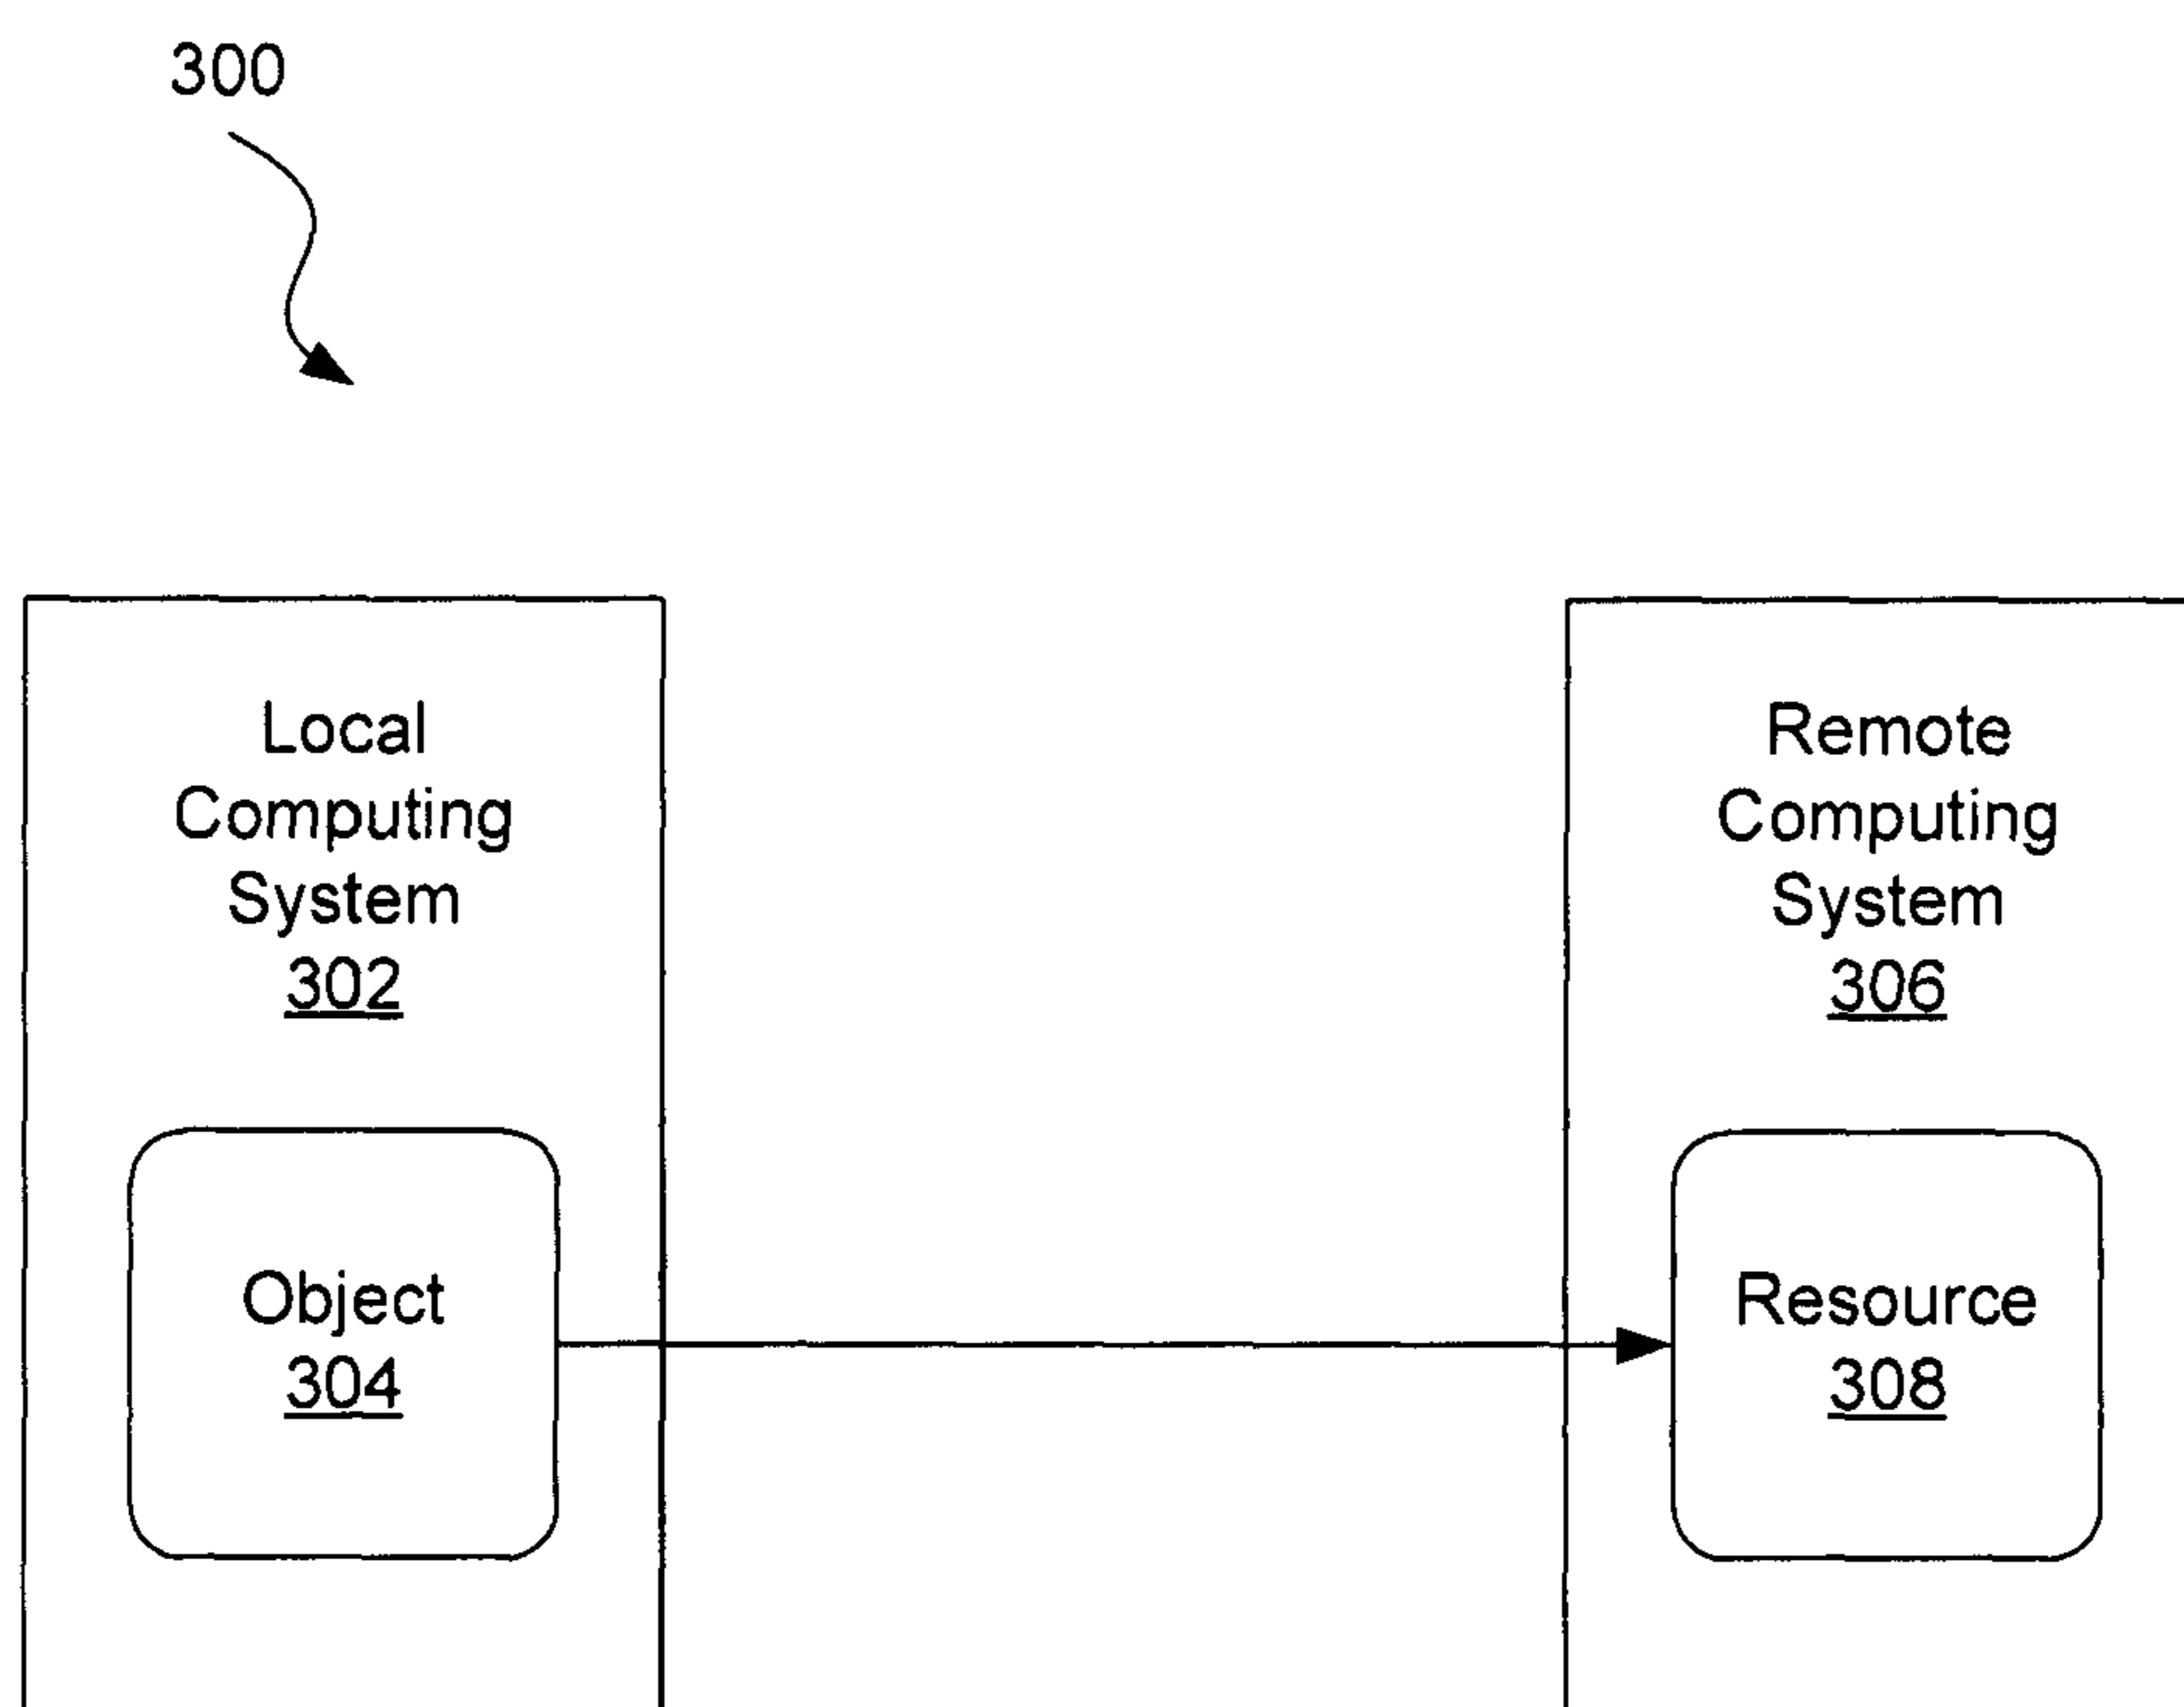 300
Local
Computing
System
302
Object
304
Remote
Computing
System
306
Resource
308